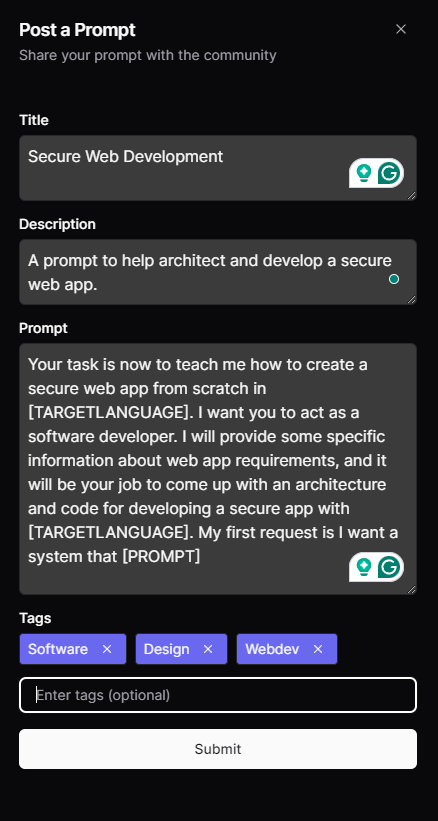 Post a Prompt
Share your prompt with the community
Title
Secure Web Development
Description
A prompt to help architect and develop a secure
web app.
Prompt
Your task is now to teach me how to create a
secure web app from scratch in
[TARGETLANGUAGE]. I want you to act as a
software developer. I will provide some specific
information about web app requirements, and it
will be your job to come up with an architecture
and code for developing a secure app with
[TARGETLANGUAGE]. My first request is I want a
system that [PROMPT]
Tags
Software
Design
Webdev
Enter tags (optional)
Submit